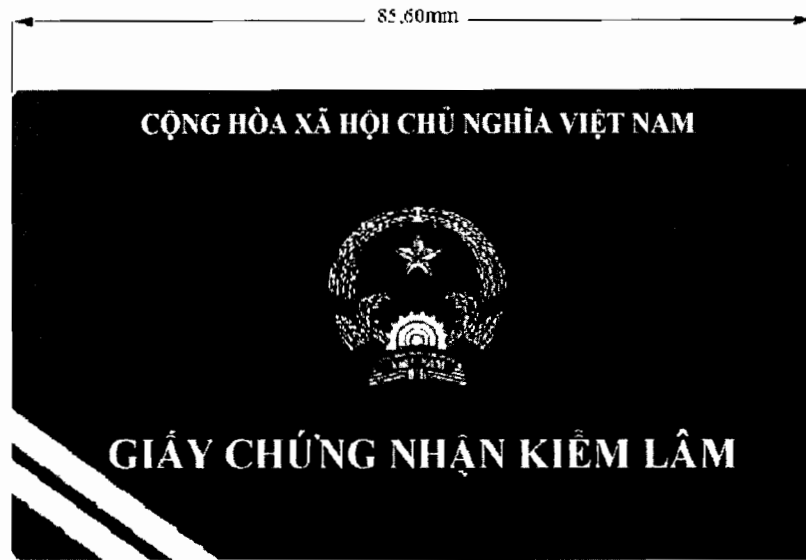 85,60mm
CỘNG HÒA XÃ HỘI CHỦ NGHĨA VIỆT NAM
GIẤY CHỨNG NHẬN KIỂM LÂM